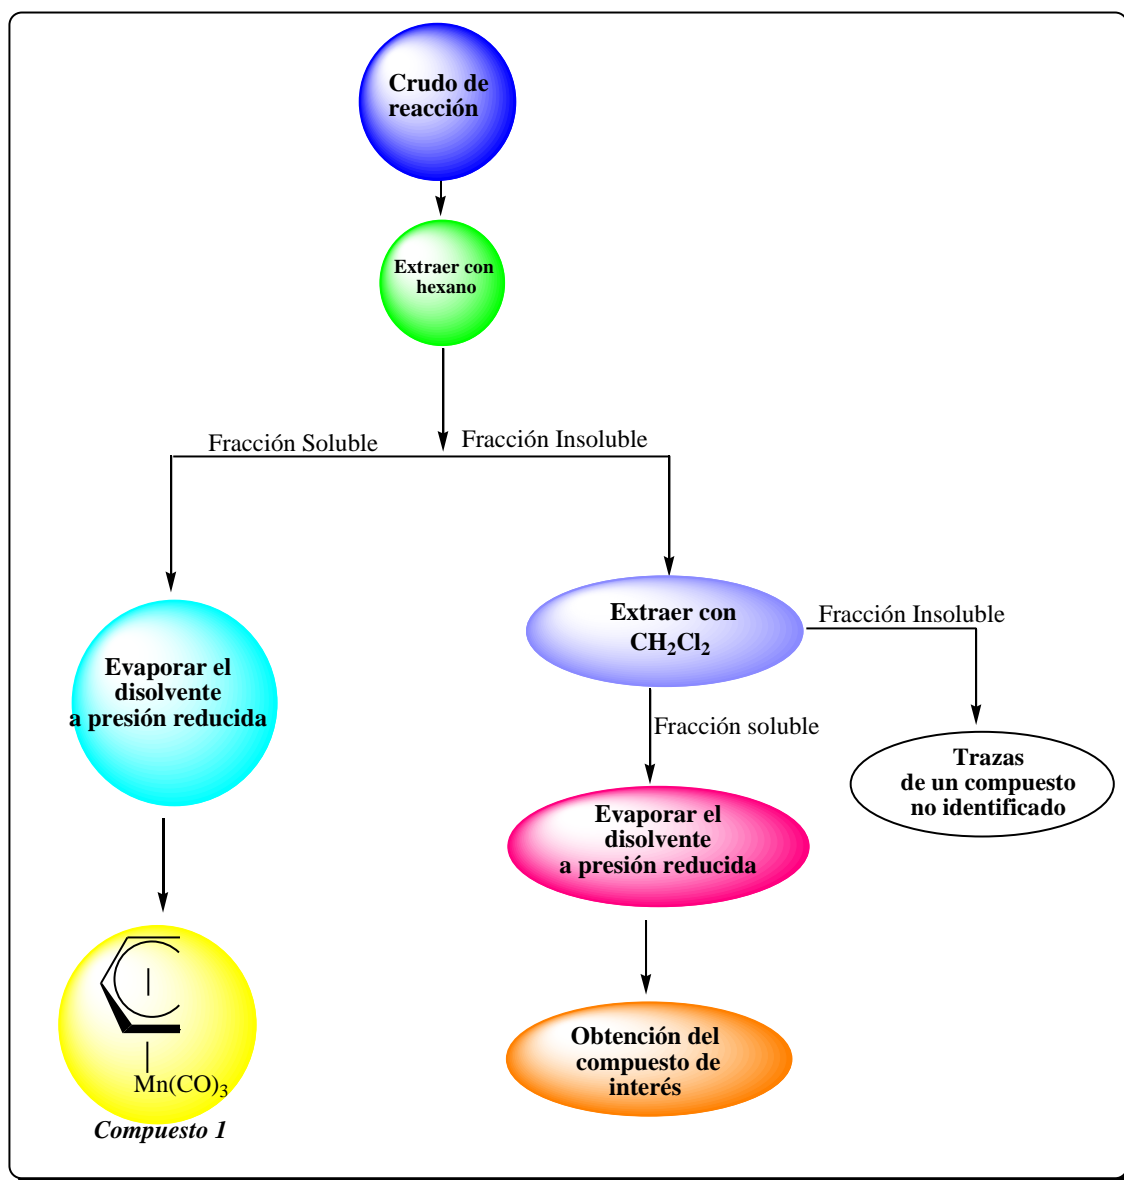 Crudo de
reacción
Extraer con
hexano
Fracción Soluble
Fracción Insoluble
Evaporar el
disolvente
a presión reducida
Extraer con
CH₂Cl₂
Fracción Insoluble
Fracción soluble
Trazas
de un compuesto
no identificado
Evaporar el
disolvente
a presión reducida
Mn(CO)₃
Compuesto 1
Obtención del
compuesto de
interés